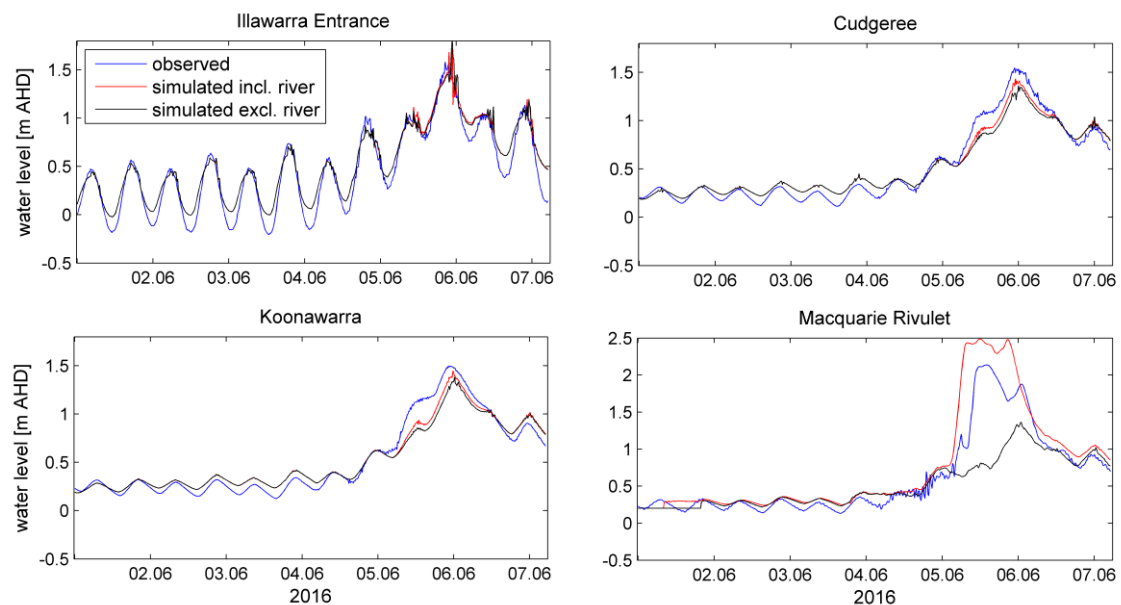 Illawarra Entrance
observed
simulated incl. river
simulated excl. river
water level [m AHD]
1.5
1
0.5
0
-0.5
02.06 03.06 04.06 05.06 06.06 07.06
Cudgeree
1.5
1
0.5
0
-0.5
02.06 03.06 04.06 05.06 06.06 07.06
Koonawarra
water level [m AHD]
1.5
1
0.5
0
-0.5
02.06 03.06 04.06 05.06 06.06 07.06
2016
Macquarie Rivulet
2.5
2
1.5
1
0.5
0
-0.5
02.06 03.06 04.06 05.06 06.06 07.06
2016